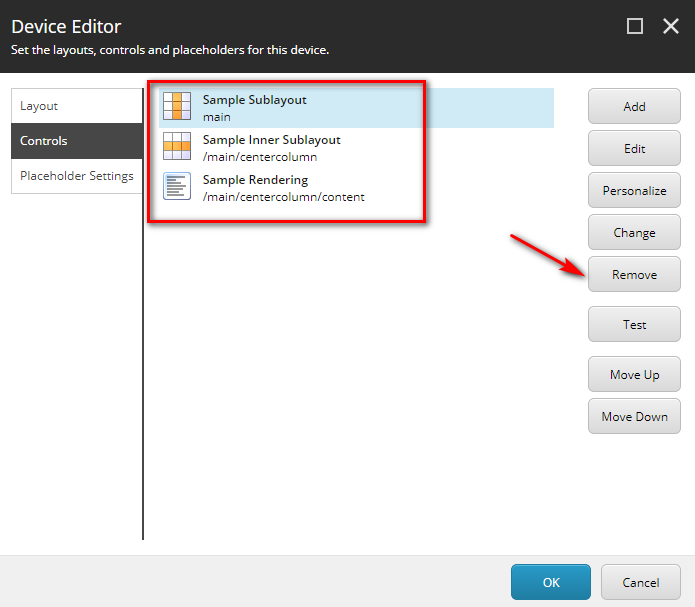 Device Editor
Set the layouts, controls and placeholders for this device.
Layout
Controls
Placeholder Settings
Sample Sublayout
main
Sample Inner Sublayout
/main/centercolumn
Sample Rendering
/main/centercolumn/content
Add
Edit
Personalize
Change
Remove
Test
Move Up
Move Down
OK
Cancel